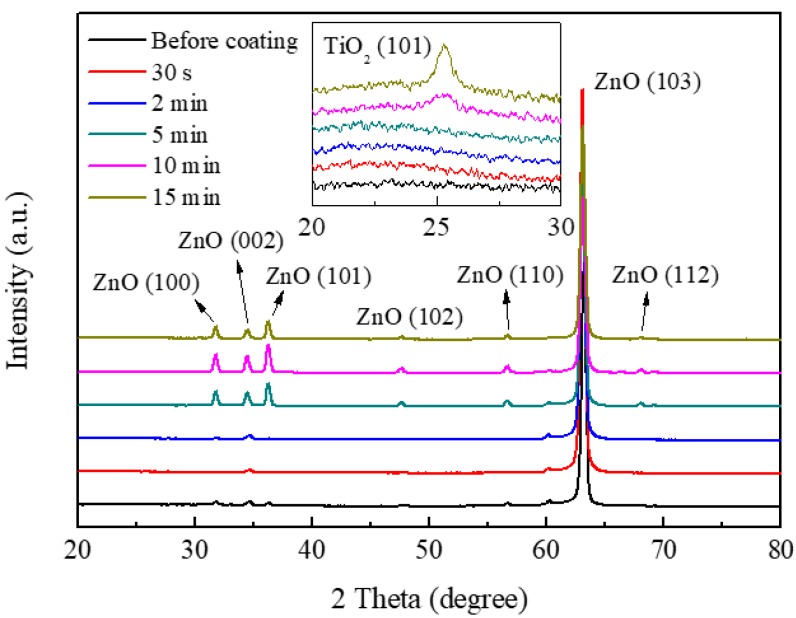 Before coating
30 s
2 min
5 min
10 min
15 min
TiO2 (101)
20 25 30
ZnO (103)
ZnO (002)
ZnO (100)
ZnO (101)
ZnO (102)
ZnO (110)
ZnO (112)
Intensity (a.u.)
20 30 40 50 60 70 80
2 Theta (degree)